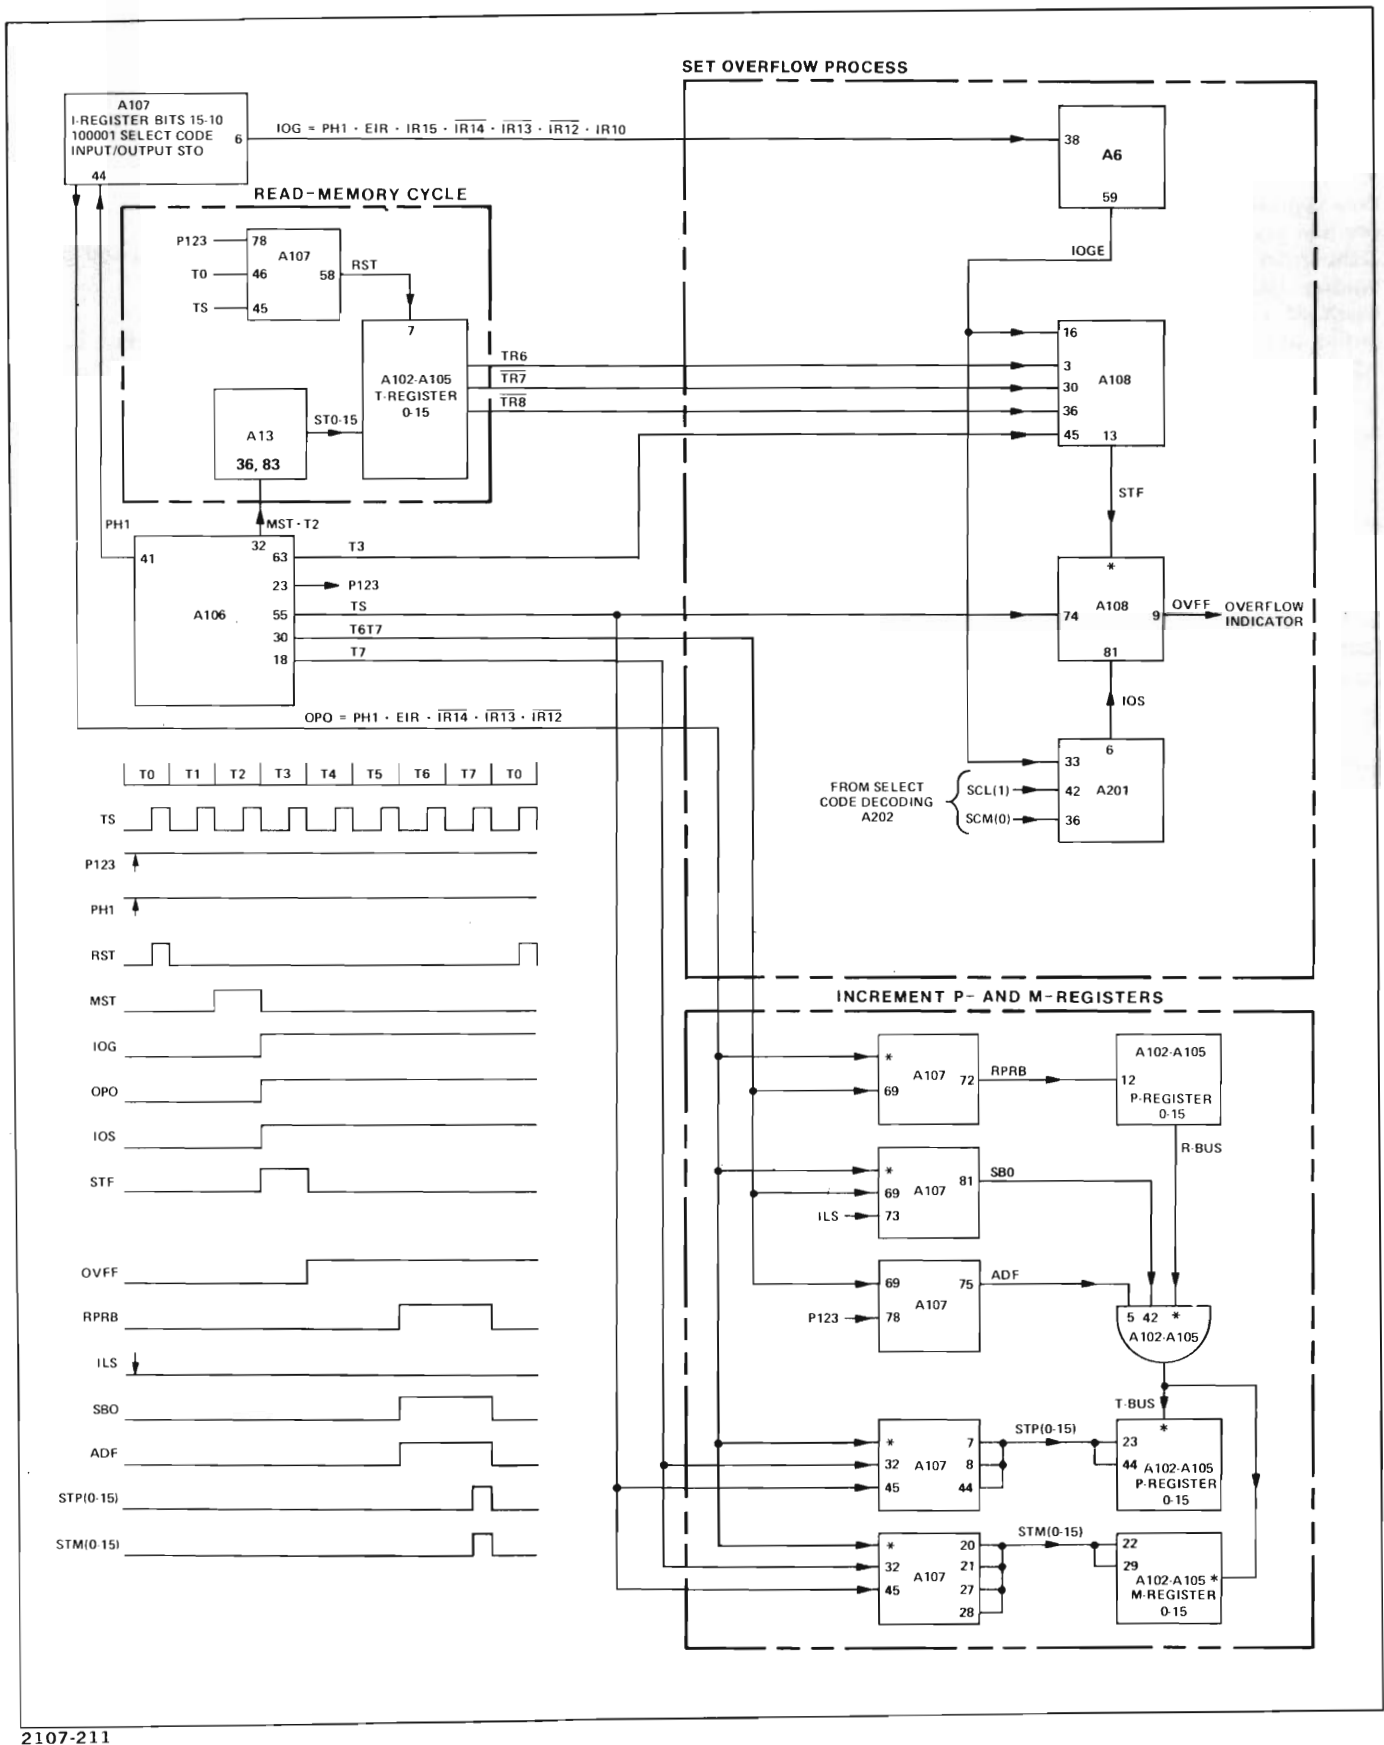 SET OVERFLOW PROCESS
A107
I-REGISTER BITS 15-10
100001 SELECT CODE
INPUT/OUTPUT STO
6
44
IOG = PH1 · EIR · IR15 · IR14 · IR13 · IR12 · IR10
38
A6
59
IOGE
READ-MEMORY CYCLE
P123
78
A107
T0
46
58
RST
TS
45
7
A102-A105
T-REGISTER
0-15
A13
36, 83
ST0-15
TR6
TR7
TR8
16
3
30
A108
36
45
13
STF
PH1
MST · T2
41
32
63
T3
23
P123
A106
55
TS
30
T6T7
18
T7
*
A108
74
9
OVFF
OVERFLOW
INDICATOR
81
IOS
OPO = PH1 · EIR · IR14 · IR13 · IR12
6
33
FROM SELECT
CODE DECODING
A202
SCL(1)
42
A201
SCM(0)
36
T0 T1 T2 T3 T4 T5 T6 T7 T0
TS
P123
PH1
RST
MST
IOG
OPO
IOS
STF
OVFF
RPRB
ILS
SBO
ADF
STP(0-15)
STM(0-15)
INCREMENT P- AND M-REGISTERS
*
A107
72
69
RPRB
A102-A105
12
P-REGISTER
0-15
R-BUS
*
81
69
A107
ILS
73
SBO
69
75
A107
P123
78
ADF
5 42 *
A102-A105
T-BUS
*
7
32
A107
8
45
44
STP(0-15)
*
23
44
A102-A105
P-REGISTER
0-15
*
20
32
A107
21
45
27
28
STM(0-15)
22
29
A102-A105 *
M-REGISTER
0-15
2107-211